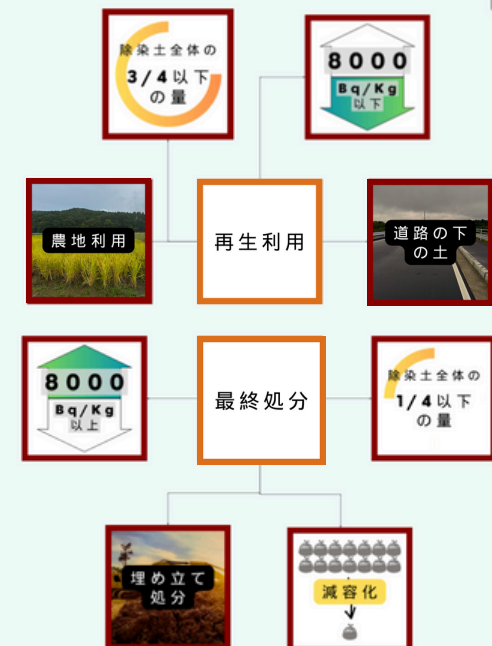 除染土全体の
3/4以下
の量
8000
Bq/Kg
以下
農地利用
再生利用
道路の下
の土
8000
Bq/Kg
以上
最終処分
除染土全体の
1/4以下
の量
埋め立て
処分
減容化